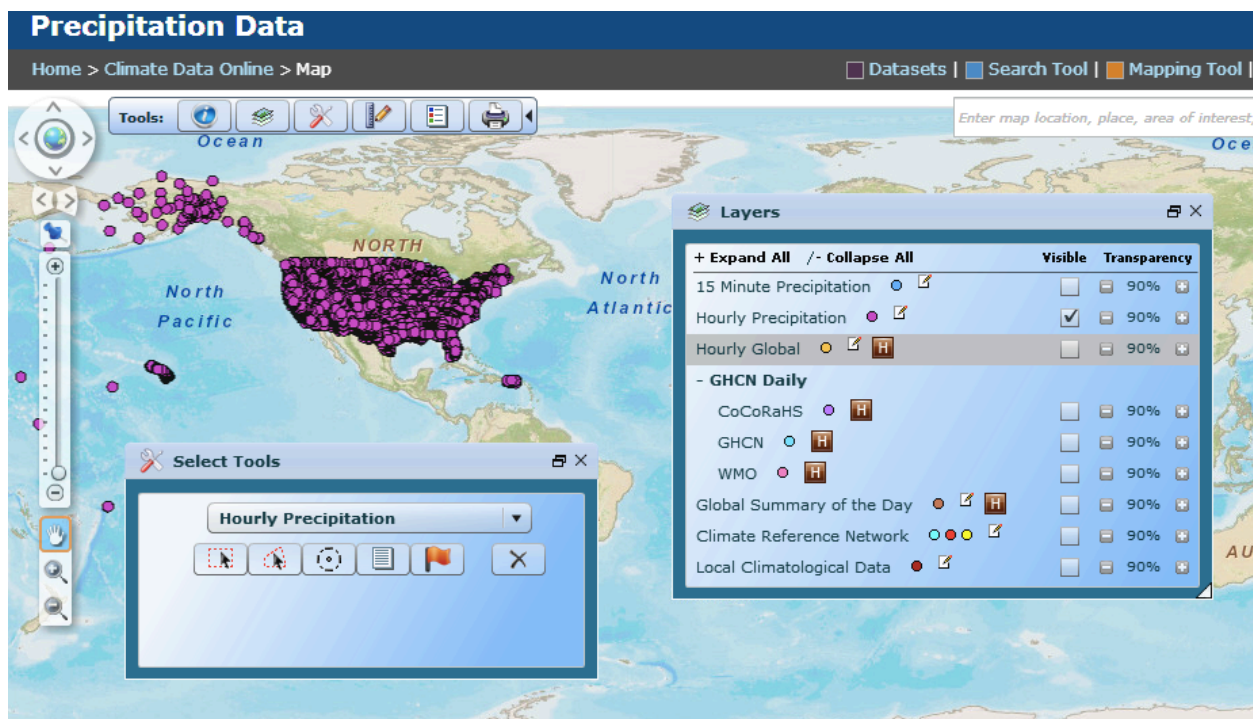 Precipitation Data
Home > Climate Data Online > Map
Datasets | Search Tool | Mapping Tool |
Tools:
Enter map location, place, area of interest,
Ocean
Oce
NORTH
North
Pacific
North
Atlantic
Layers
+ Expand All /- Collapse All Visible Transparency
15 Minute Precipitation 90%
Hourly Precipitation 90%
Hourly Global H 90%
- GHCN Daily
CoCoRaHS H 90%
GHCN H 90%
WMO H 90%
Global Summary of the Day H 90%
Climate Reference Network 90%
Local Climatological Data 90%
AU
Select Tools
Hourly Precipitation